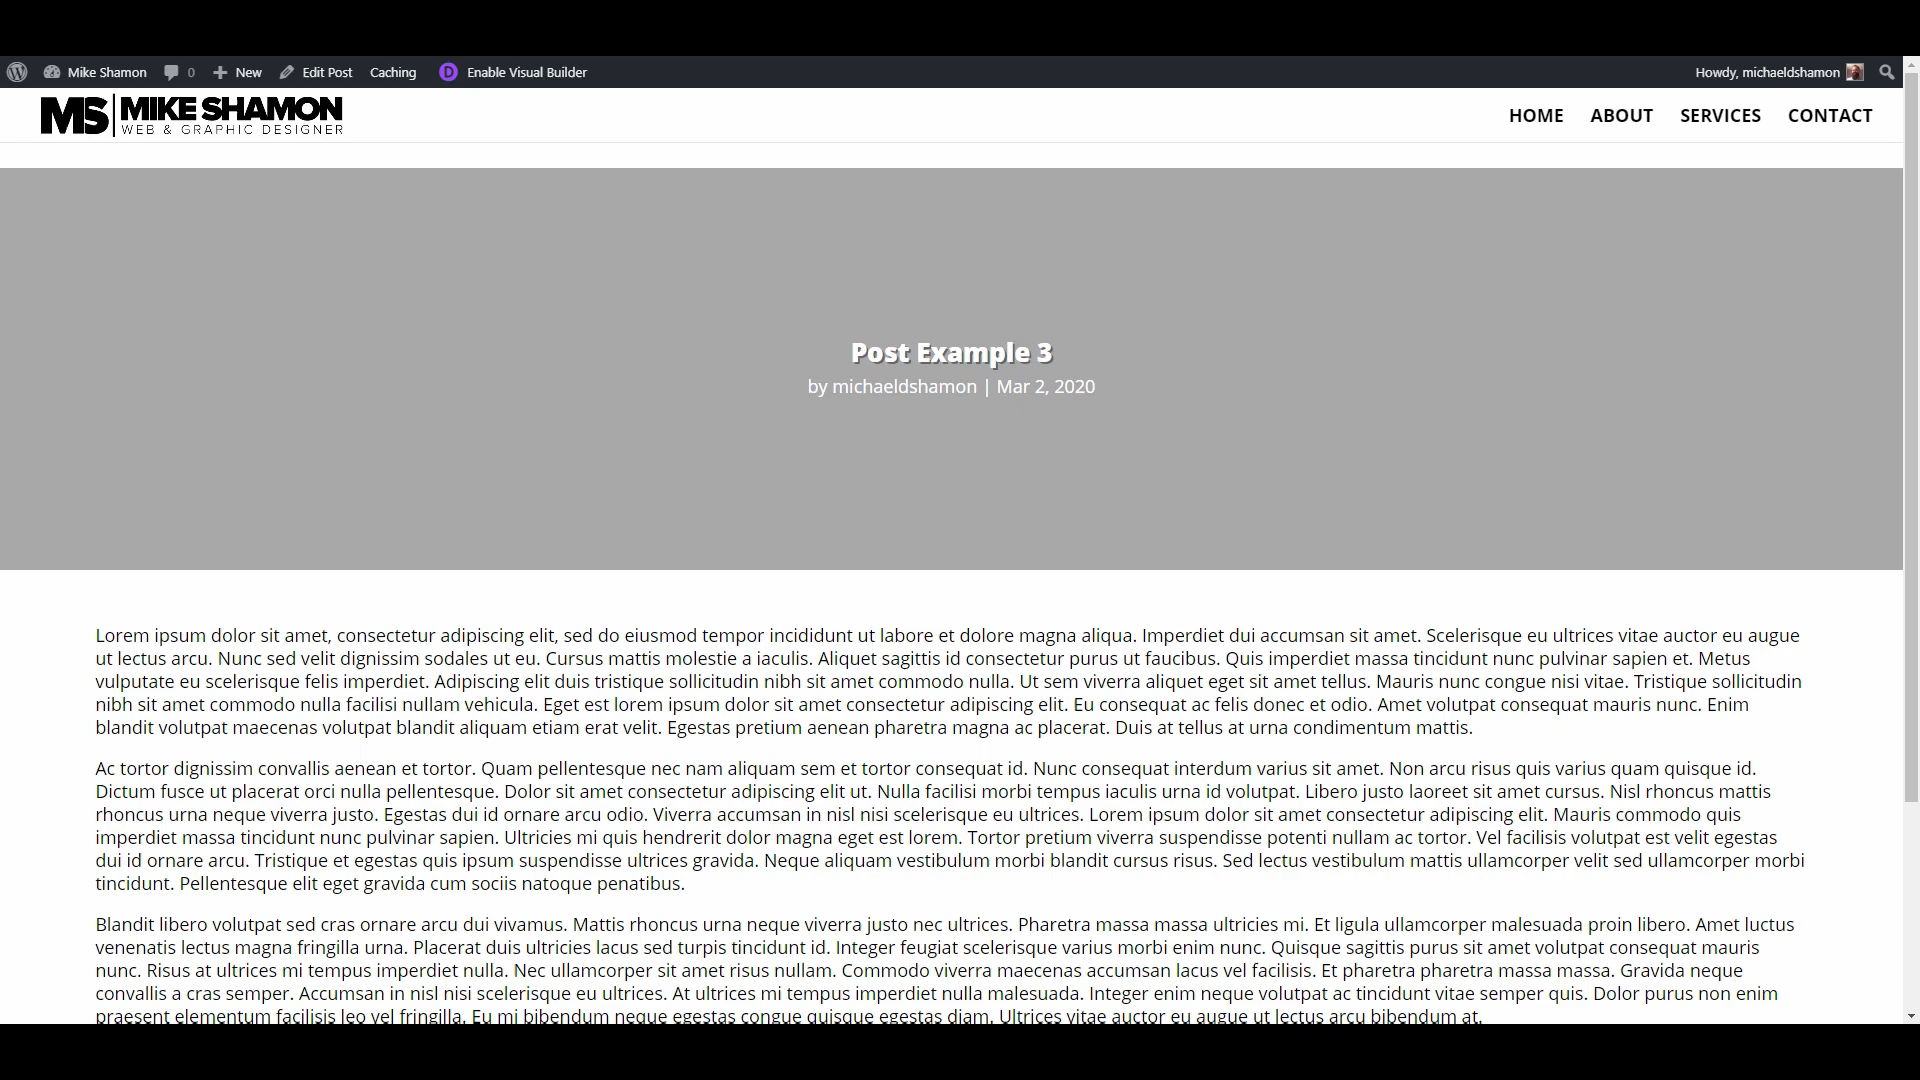 Mike Shamon 0 New Edit Post Caching D Enable Visual Builder Howdy, michaeldshamon
MS MIKE SHAMON
WEB & GRAPHIC DESIGNER
HOME ABOUT SERVICES CONTACT
Post Example 3
by michaeldshamon | Mar 2, 2020
Lorem ipsum dolor sit amet, consectetur adipiscing elit, sed do eiusmod tempor incididunt ut labore et dolore magna aliqua. Imperdiet dui accumsan sit amet. Scelerisque eu ultrices vitae auctor eu augue
ut lectus arcu. Nunc sed velit dignissim sodales ut eu. Cursus mattis molestie a iaculis. Aliquet sagittis id consectetur purus ut faucibus. Quis imperdiet massa tincidunt nunc pulvinar sapien et. Metus
vulputate eu scelerisque felis imperdiet. Adipiscing elit duis tristique sollicitudin nibh sit amet commodo nulla. Ut sem viverra aliquet eget sit amet tellus. Mauris nunc congue nisi vitae. Tristique sollicitudin
nibh sit amet commodo nulla facilisi nullam vehicula. Eget est lorem ipsum dolor sit amet consectetur adipiscing elit. Eu consequat ac felis donec et odio. Amet volutpat consequat mauris nunc. Enim
blandit volutpat maecenas volutpat blandit aliquam etiam erat velit. Egestas pretium aenean pharetra magna ac placerat. Duis at tellus at urna condimentum mattis.
Ac tortor dignissim convallis aenean et tortor. Quam pellentesque nec nam aliquam sem et tortor consequat id. Nunc consequat interdum varius sit amet. Non arcu risus quis varius quam quisque id.
Dictum fusce ut placerat orci nulla pellentesque. Dolor sit amet consectetur adipiscing elit ut. Nulla facilisi morbi tempus iaculis urna id volutpat. Libero justo laoreet sit amet cursus. Nisl rhoncus mattis
rhoncus urna neque viverra justo. Egestas dui id ornare arcu odio. Viverra accumsan in nisl nisi scelerisque eu ultrices. Lorem ipsum dolor sit amet consectetur adipiscing elit. Mauris commodo quis
imperdiet massa tincidunt nunc pulvinar sapien. Ultricies mi quis hendrerit dolor magna eget est lorem. Tortor pretium viverra suspendisse potenti nullam ac tortor. Vel facilisis volutpat est velit egestas
dui id ornare arcu. Tristique et egestas quis ipsum suspendisse ultrices gravida. Neque aliquam vestibulum morbi blandit cursus risus. Sed lectus vestibulum mattis ullamcorper velit sed ullamcorper morbi
tincidunt. Pellentesque elit eget gravida cum sociis natoque penatibus.
Blandit libero volutpat sed cras ornare arcu dui vivamus. Mattis rhoncus urna neque viverra justo nec ultrices. Pharetra massa massa ultricies mi. Et ligula ullamcorper malesuada proin libero. Amet luctus
venenatis lectus magna fringilla urna. Placerat duis ultricies lacus sed turpis tincidunt id. Integer feugiat scelerisque varius morbi enim nunc. Quisque sagittis purus sit amet volutpat consequat mauris
nunc. Risus at ultrices mi tempus imperdiet nulla. Nec ullamcorper sit amet risus nullam. Commodo viverra maecenas accumsan lacus vel facilisis. Et pharetra pharetra massa massa. Gravida neque
convallis a cras semper. Accumsan in nisl nisi scelerisque eu ultrices. At ultrices mi tempus imperdiet nulla malesuada. Integer enim neque volutpat ac tincidunt vitae semper quis. Dolor purus non enim
praesent elementum facilisis leo vel fringilla. Eu mi bibendum neque egestas congue quisque egestas diam. Ultrices vitae auctor eu augue ut lectus arcu bibendum at.